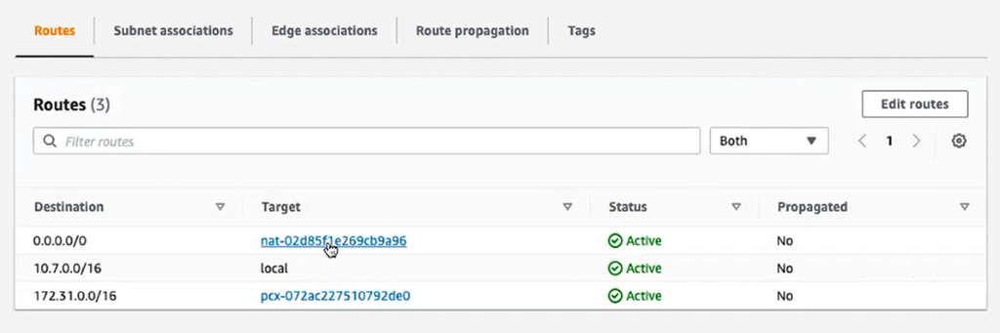 Routes Subnet associations Edge associations Route propagation Tags
Routes (3) Edit routes
Filter routes Both 1
Destination Target Status Propagated
0.0.0.0/0 nat-02d85f1e269cb9a96 Active No
10.7.0.0/16 local Active No
172.31.0.0/16 pcx-072ac227510792de0 Active No